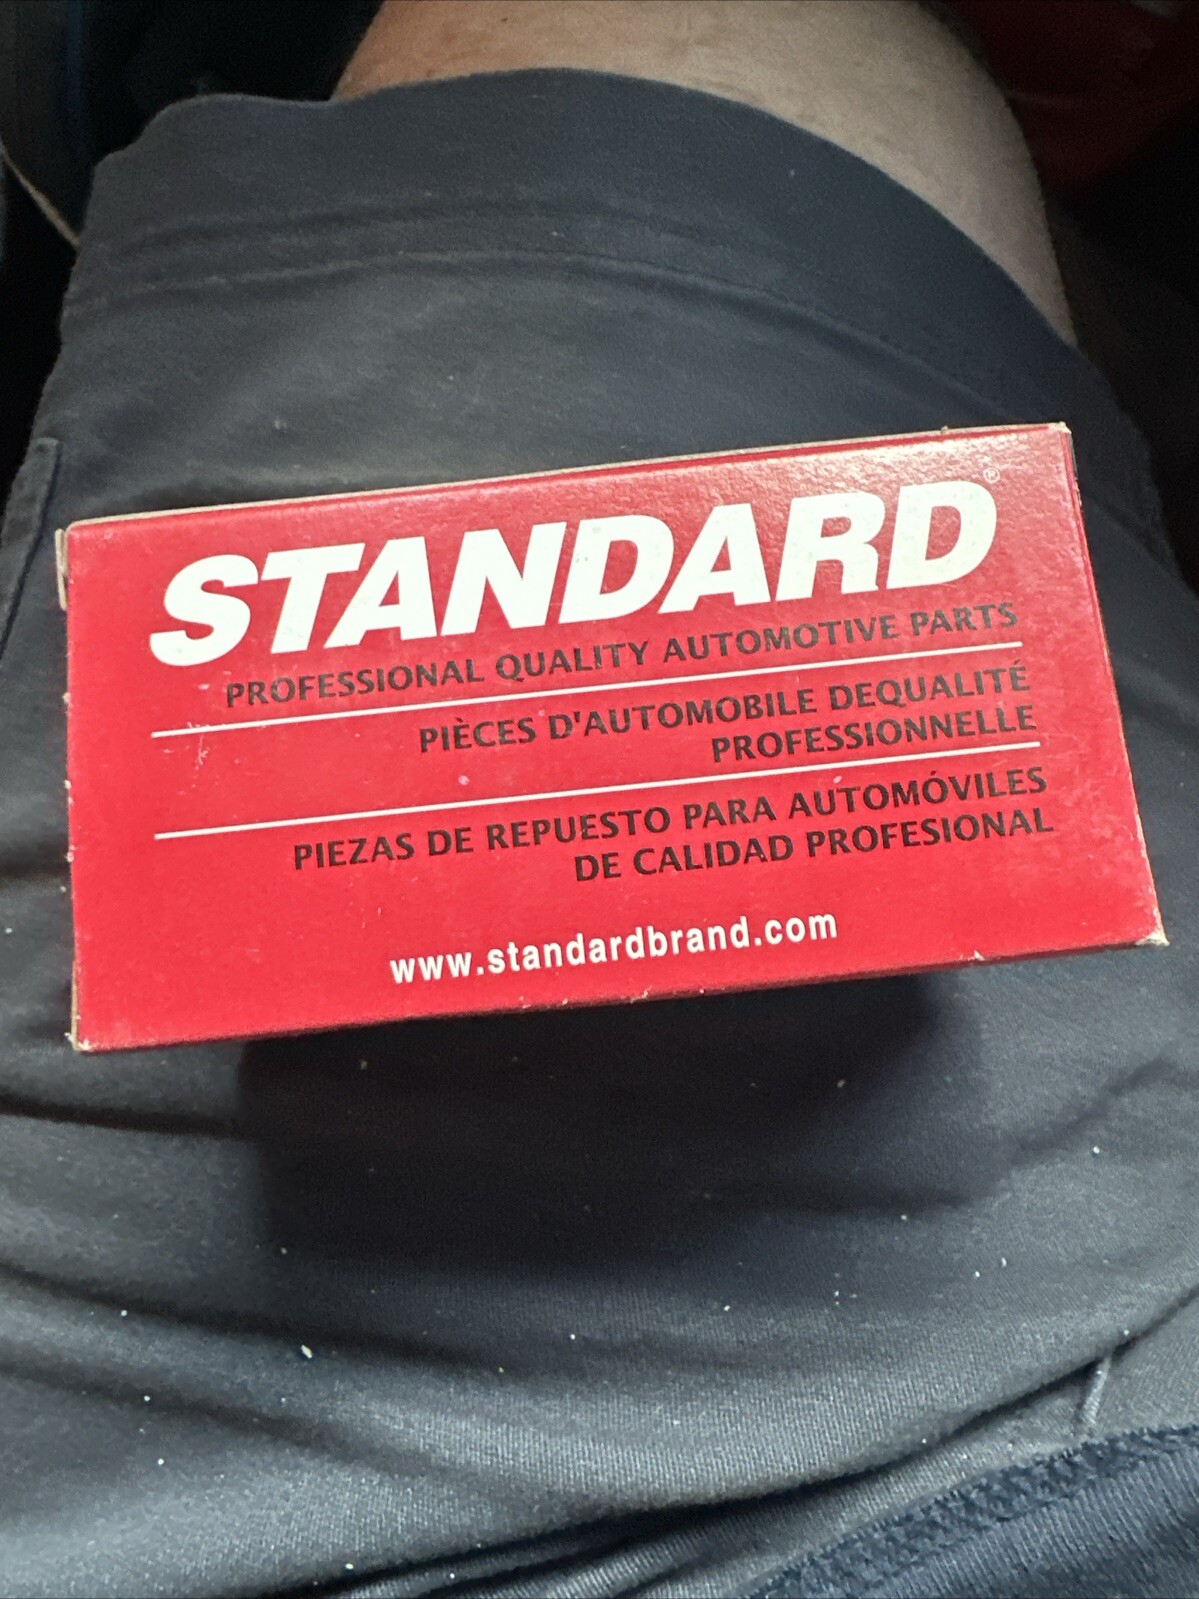 STANDARD®
PROFESSIONAL QUALITY AUTOMOTIVE PARTS
PIÈCES D'AUTOMOBILE DEQUALITÉ
PROFESSIONNELLE
PIEZAS DE REPUESTO PARA AUTOMÓVILES
DE CALIDAD PROFESIONAL
www.standardbrand.com